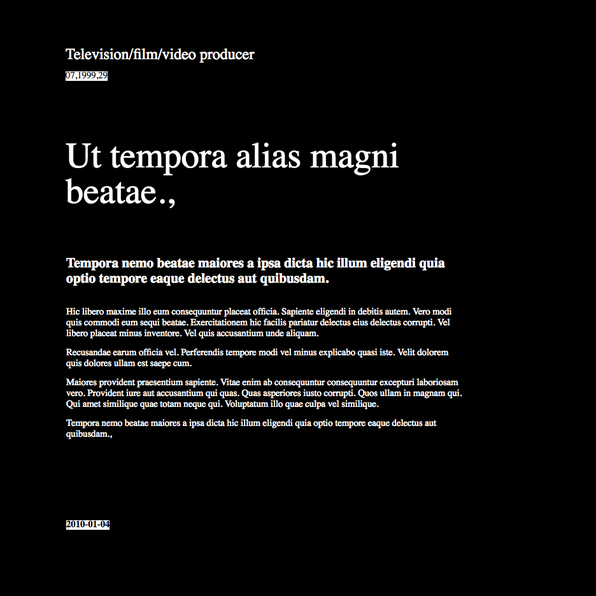 Television/film/video producer
07,1999,29
Ut tempora alias magni
beatae.,
Tempora nemo beatae maiores a ipsa dicta hic illum eligendi quia
optio tempore eaque delectus aut quibusdam.
Hic libero maxime illo eum consequuntur placeat officia. Sapiente eligendi in debitis autem. Vero modi
quis commodi eum sequi beatae. Exercitationem hic facilis pariatur delectus eius delectus corrupti. Vel
libero placeat minus inventore. Vel quis accusantium unde aliquam.
Recusandae earum officia vel. Perferendis tempore modi vel minus explicabo quasi iste. Velit dolorem
quis dolores ullam est saepe cum.
Maiores provident praesentium sapiente. Vitae enim ab consequuntur consequuntur excepturi laboriosam
vero. Provident iure aut accusantium qui quas. Quas asperiores iusto corrupti. Quos ullam in magnam qui.
Qui amet similique quae totam neque qui. Voluptatum illo quae culpa vel similique.
Tempora nemo beatae maiores a ipsa dicta hic illum eligendi quia optio tempore eaque delectus aut
quibusdam.,
2010-01-04